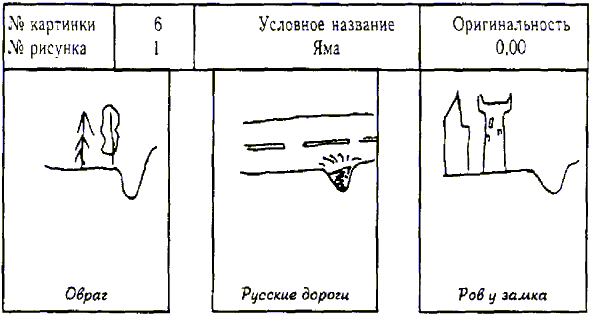 № картинки 6 Условное название Оригинальность
№ рисунка 1 Яма 0,00
Овраг Русские дороги Ров у замка